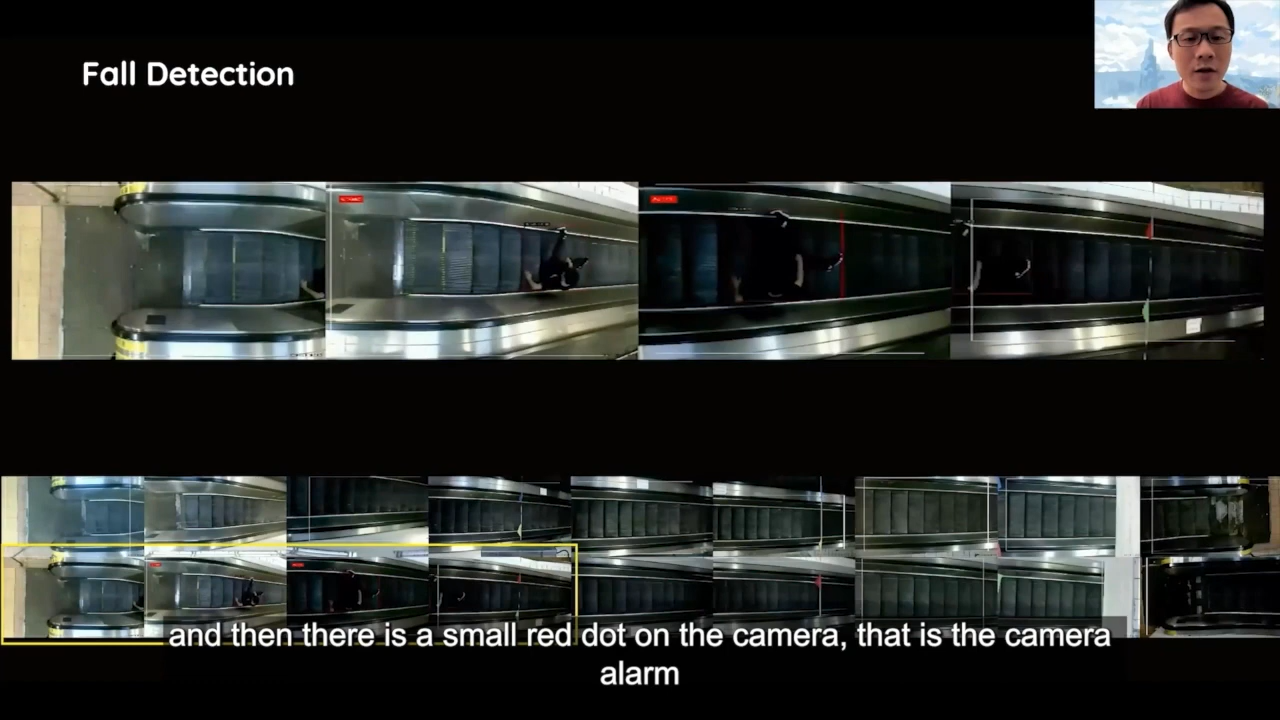 Fall Detection
and then there is a small red dot on the camera, that is the camera
alarm